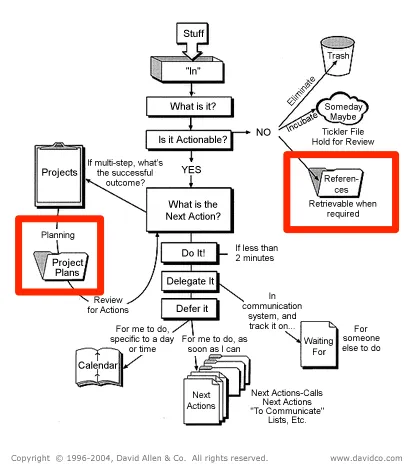 Stuff
"In"
What is it?
Is it Actionable?
NO
Eliminate
Trash
Incubate
Someday
Maybe
Tickler File
Hold for Review
Referen-
ces
Retrievable when
required
YES
If multi-step, what's
the successful
outcome?
Projects
What is the
Next Action?
Planning
Project
Plans
Review
for Actions
Do It!
If less than
2 minutes
Delegate It
In
communication
system, and
track it on...
Waiting
For
For
someone
else to do
Defer it
For me to do,
specific to a day
or time
Calendar
For me to do, as
soon as I can
Next
Actions
Next Actions-Calls
Next Actions
"To Communicate"
Lists, Etc.
Copyright © 1996-2004, David Allen & Co. All rights reserved.
www.davidco.com